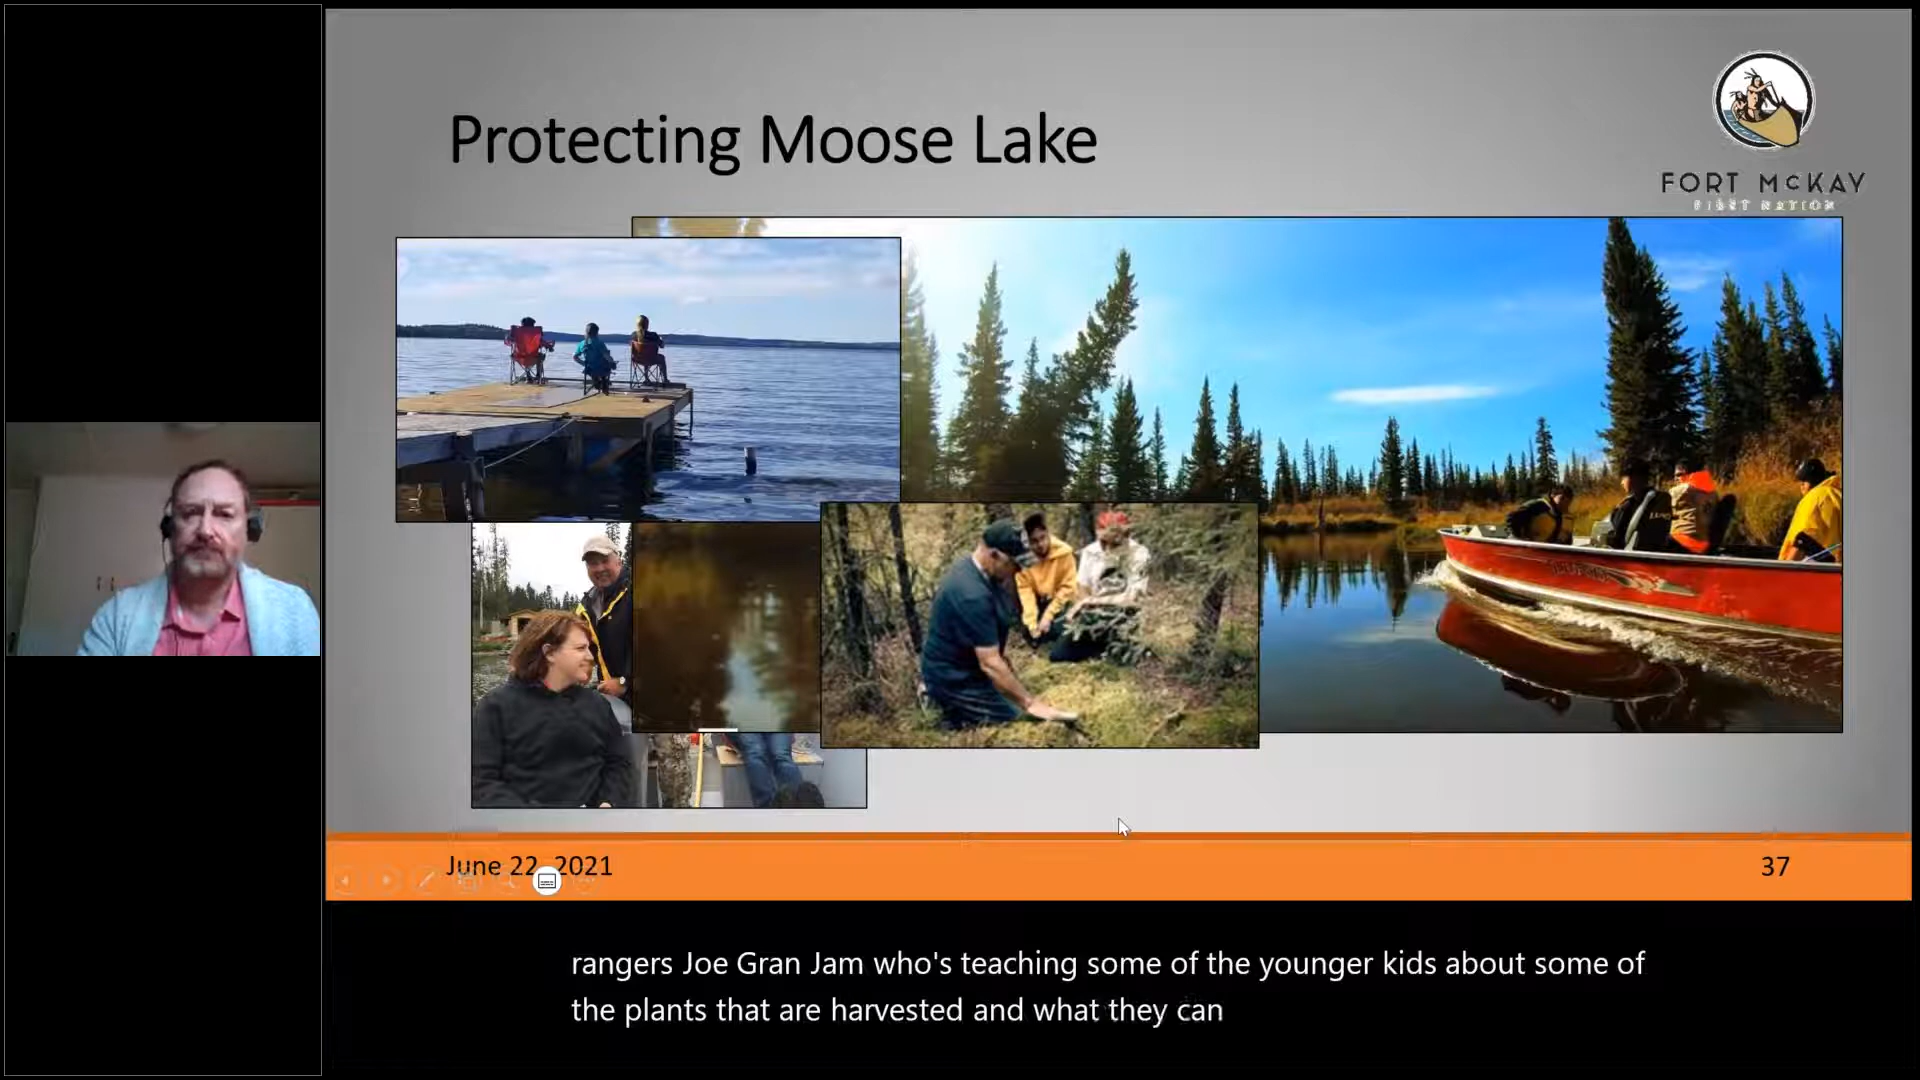 Protecting Moose Lake
FORT McKAY
FIRST NATION
June 22, 2021
37
rangers Joe Gran Jam who's teaching some of the younger kids about some of
the plants that are harvested and what they can